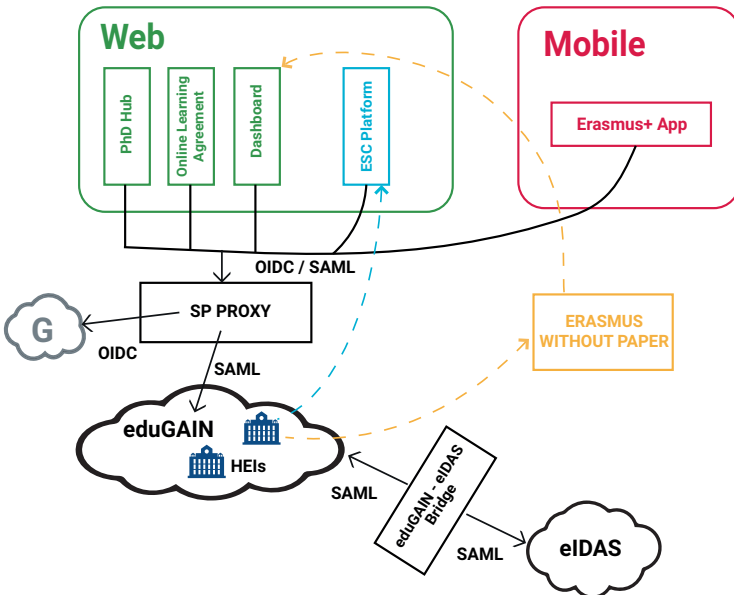 Web
Mobile
PhD Hub
Online Learning
Agreement
Dashboard
ESC Platform
Erasmus+ App
OIDC / SAML
SP PROXY
G
OIDC
SAML
ERASMUS
WITHOUT PAPER
eduGAIN
HEIs
SAML
eduGAIN - eIDAS
Bridge
SAML
eIDAS